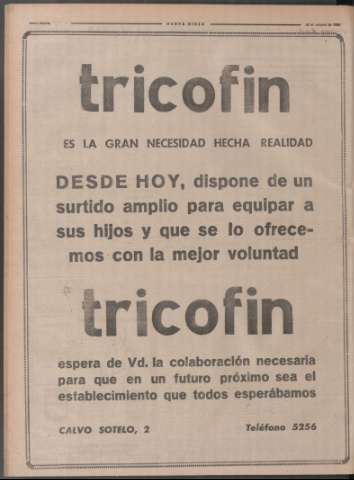 NUEVA RIOJA
tricofin
ES LA GRAN NECESIDAD HECHA REALIDAD
DESDE HOY, dispone de un
surtido amplio para equipar a
sus hijos y que se lo ofrece-
mos con la mejor voluntad
tricofin
espera de Vd. la colaboración necesaria
para que en un futuro próximo sea el
establecimiento que todos esperábamos
CALVO SOTELO, 2 Teléfono 5256